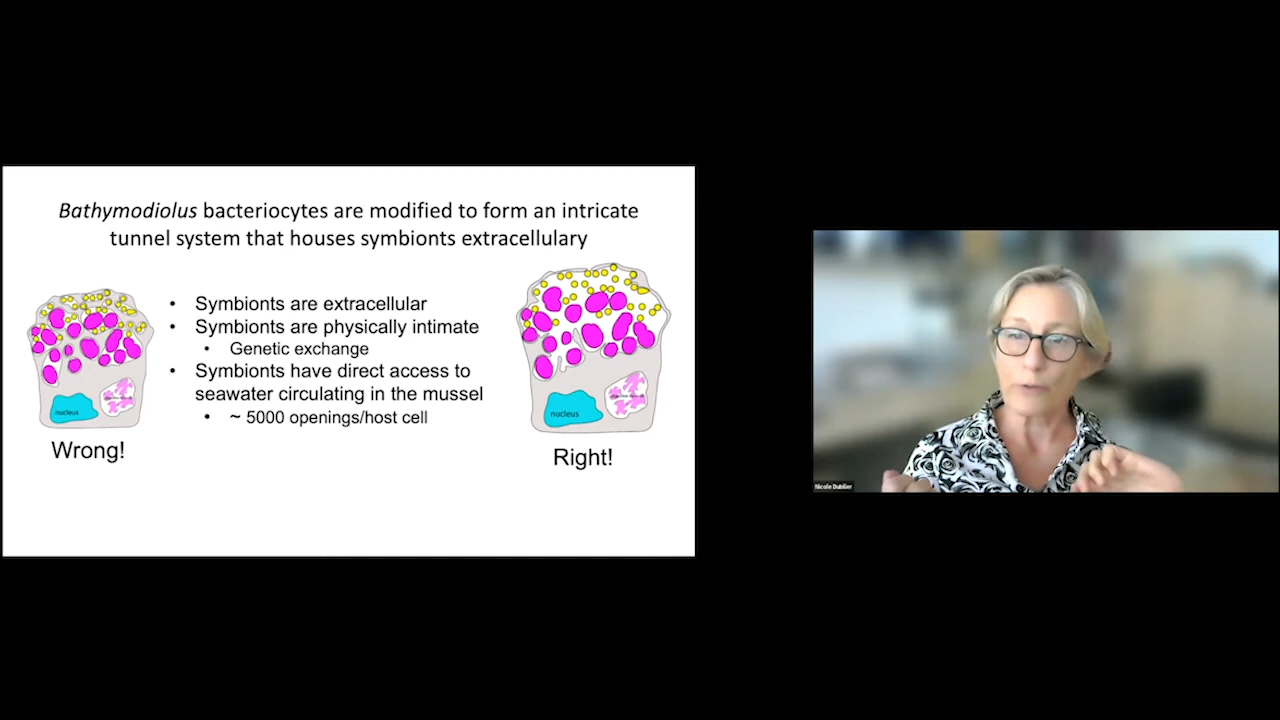 Bathymodiolus bacteriocytes are modified to form an intricate
tunnel system that houses symbionts extracellulary
• Symbionts are extracellular
• Symbionts are physically intimate
• Genetic exchange
• Symbionts have direct access to
seawater circulating in the mussel
• ~ 5000 openings/host cell
nucleus
Wrong!
nucleus
Right!
Nicole Dubilier